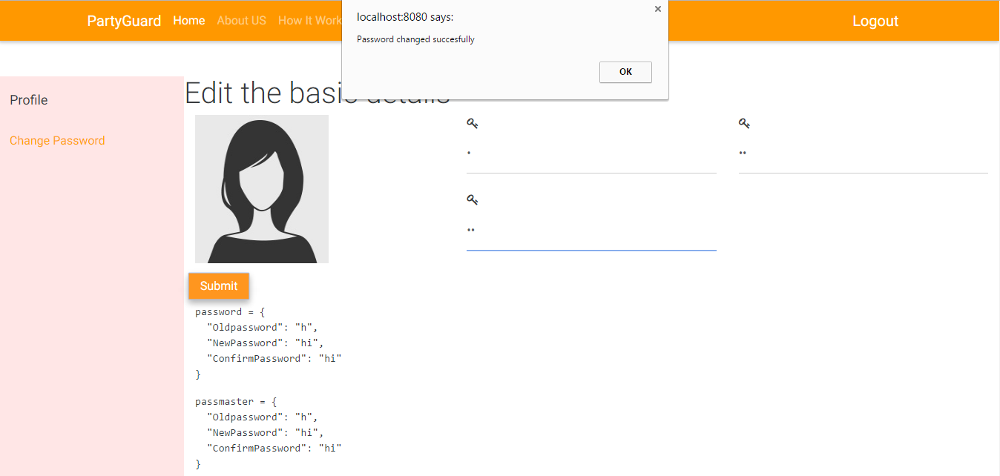 PartyGuard Home About US How It Work Logout
localhost:8080 says:
Password changed succesfully
OK
Profile
Change Password
Edit the basic details
Submit
password = {
"Oldpassword": "h",
"NewPassword": "hi",
"ConfirmPassword": "hi"
}
passmaster = {
"Oldpassword": "h",
"NewPassword": "hi",
"ConfirmPassword": "hi"
}